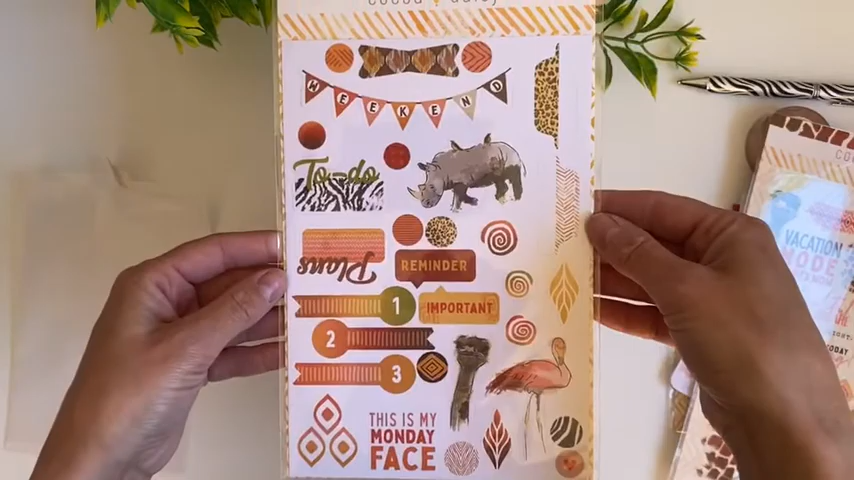 WEEKEND
To-do
Plans
REMINDER
1
IMPORTANT
2
3
THIS IS MY
MONDAY
FACE
VACATION
MODE